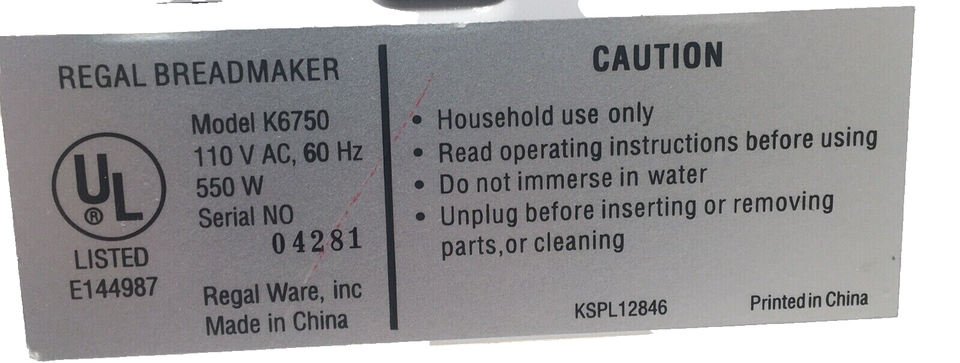 REGAL BREADMAKER
UL
®
LISTED
E144987
Model K6750
110 V AC, 60 Hz
550 W
Serial NO
04281
Regal Ware, inc
Made in China
CAUTION
• Household use only
• Read operating instructions before using
• Do not immerse in water
• Unplug before inserting or removing
parts,or cleaning
KSPL12846
Printed in China